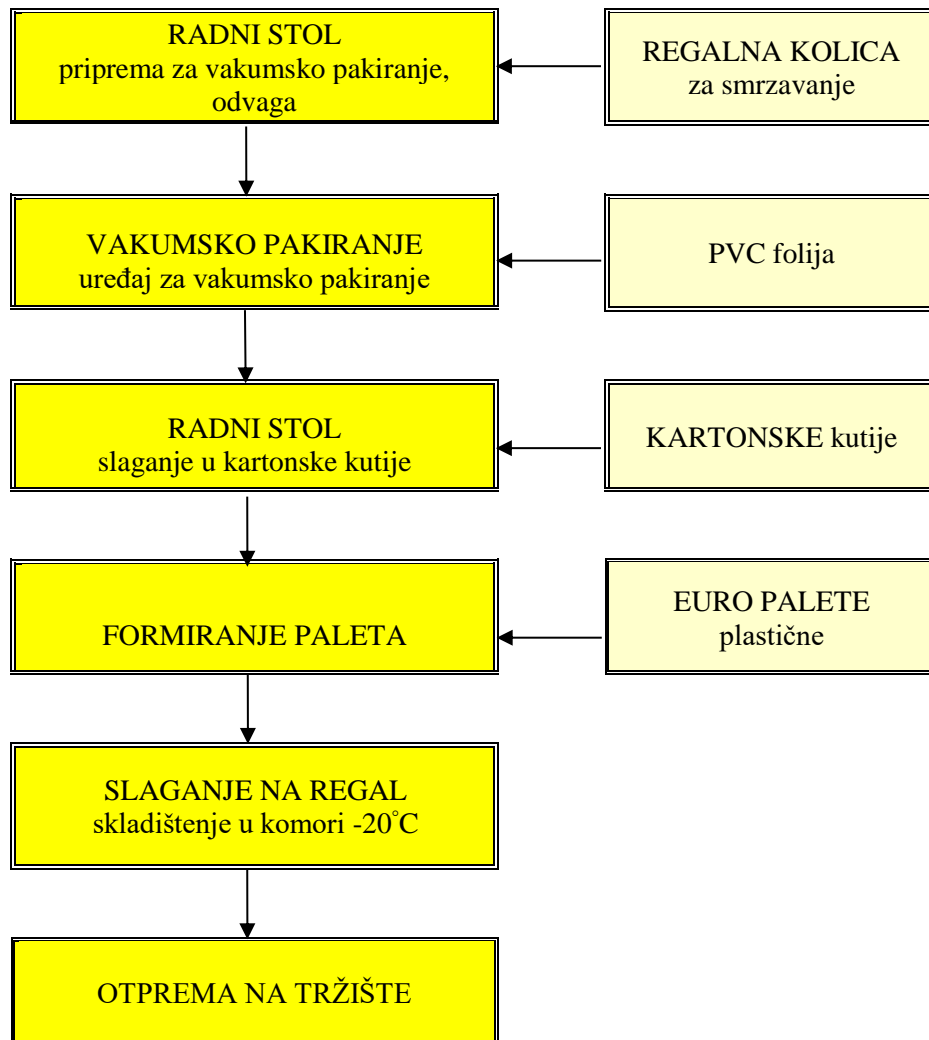 RADNI STOL
priprema za vakumsko pakiranje,
odvaga
REGALNA KOLICA
za smrzavanje
VAKUMSKO PAKIRANJE
uređaj za vakumsko pakiranje
PVC folija
RADNI STOL
slaganje u kartonske kutije
KARTONSKE kutije
FORMIRANJE PALETA
EURO PALETE
plastične
SLAGANJE NA REGAL
skladištenje u komori -20°C
OTPREMA NA TRŽIŠTE